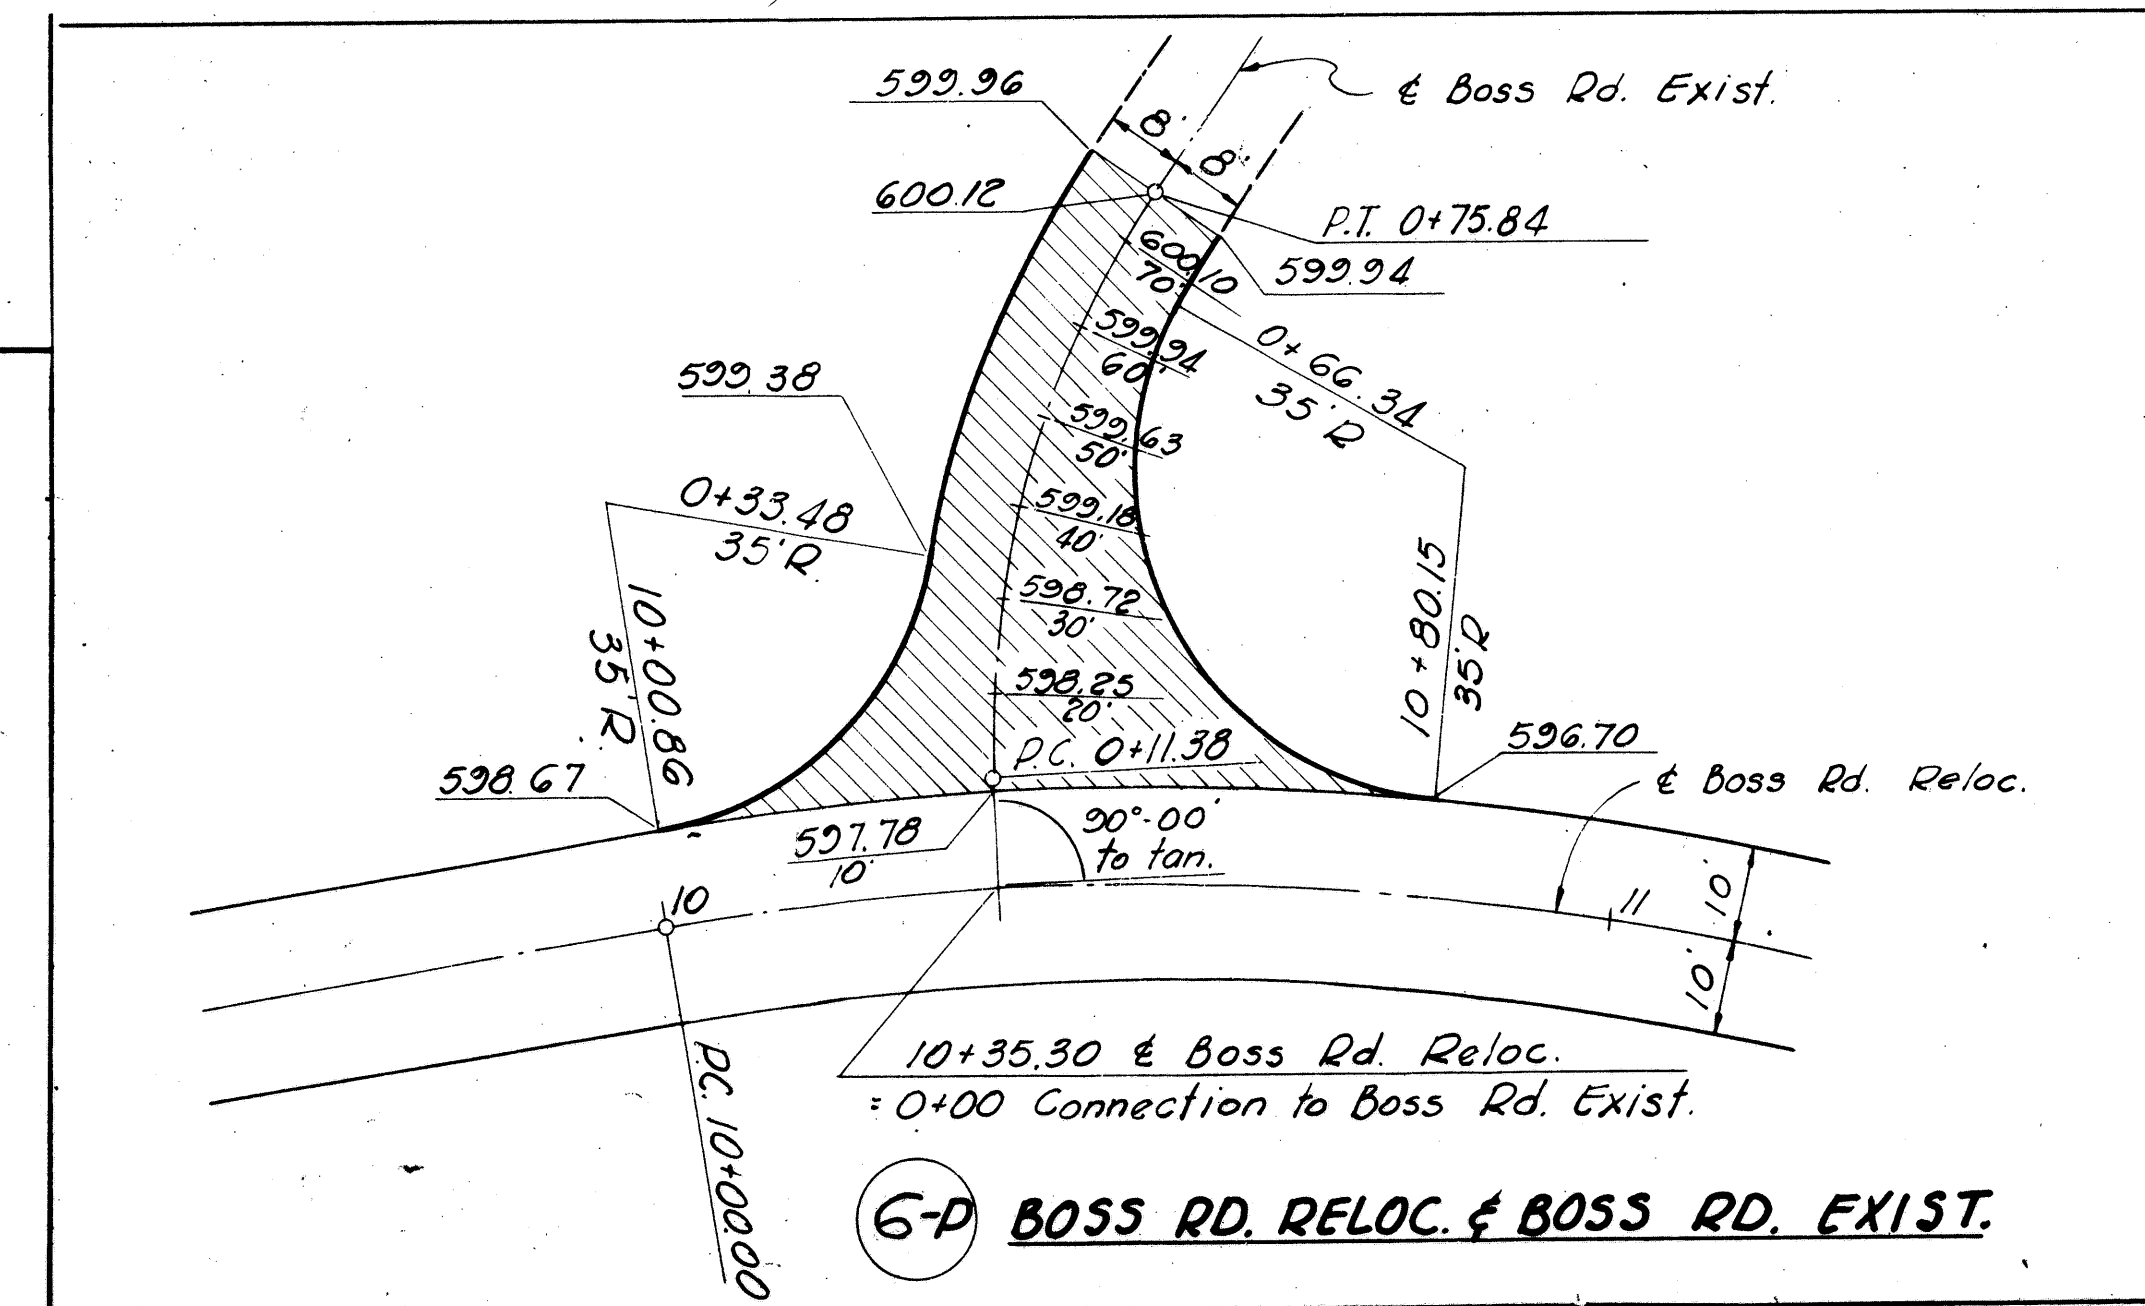 599.96
℄ Boss Rd. Exist.
8'
8'
600.12
P.T. 0+75.84
600.10
70'
599.94
599.94
60'
0+66.34
35'R
599.38
599.63
50'
0+33.48
35'R.
599.18
40'
10+80.15
35'R
598.72
30'
10+00.86
35'R.
598.25
20'
P.C. 0+11.38
596.70
598.67
℄ Boss Rd. Reloc.
597.78
10'
90°-00'
to tan.
10
11
10'
10'
P.C. 10+00.00
10+35.30 ℄ Boss Rd. Reloc.
= 0+00 Connection to Boss Rd. Exist.
6-P BOSS RD. RELOC. & BOSS RD. EXIST.